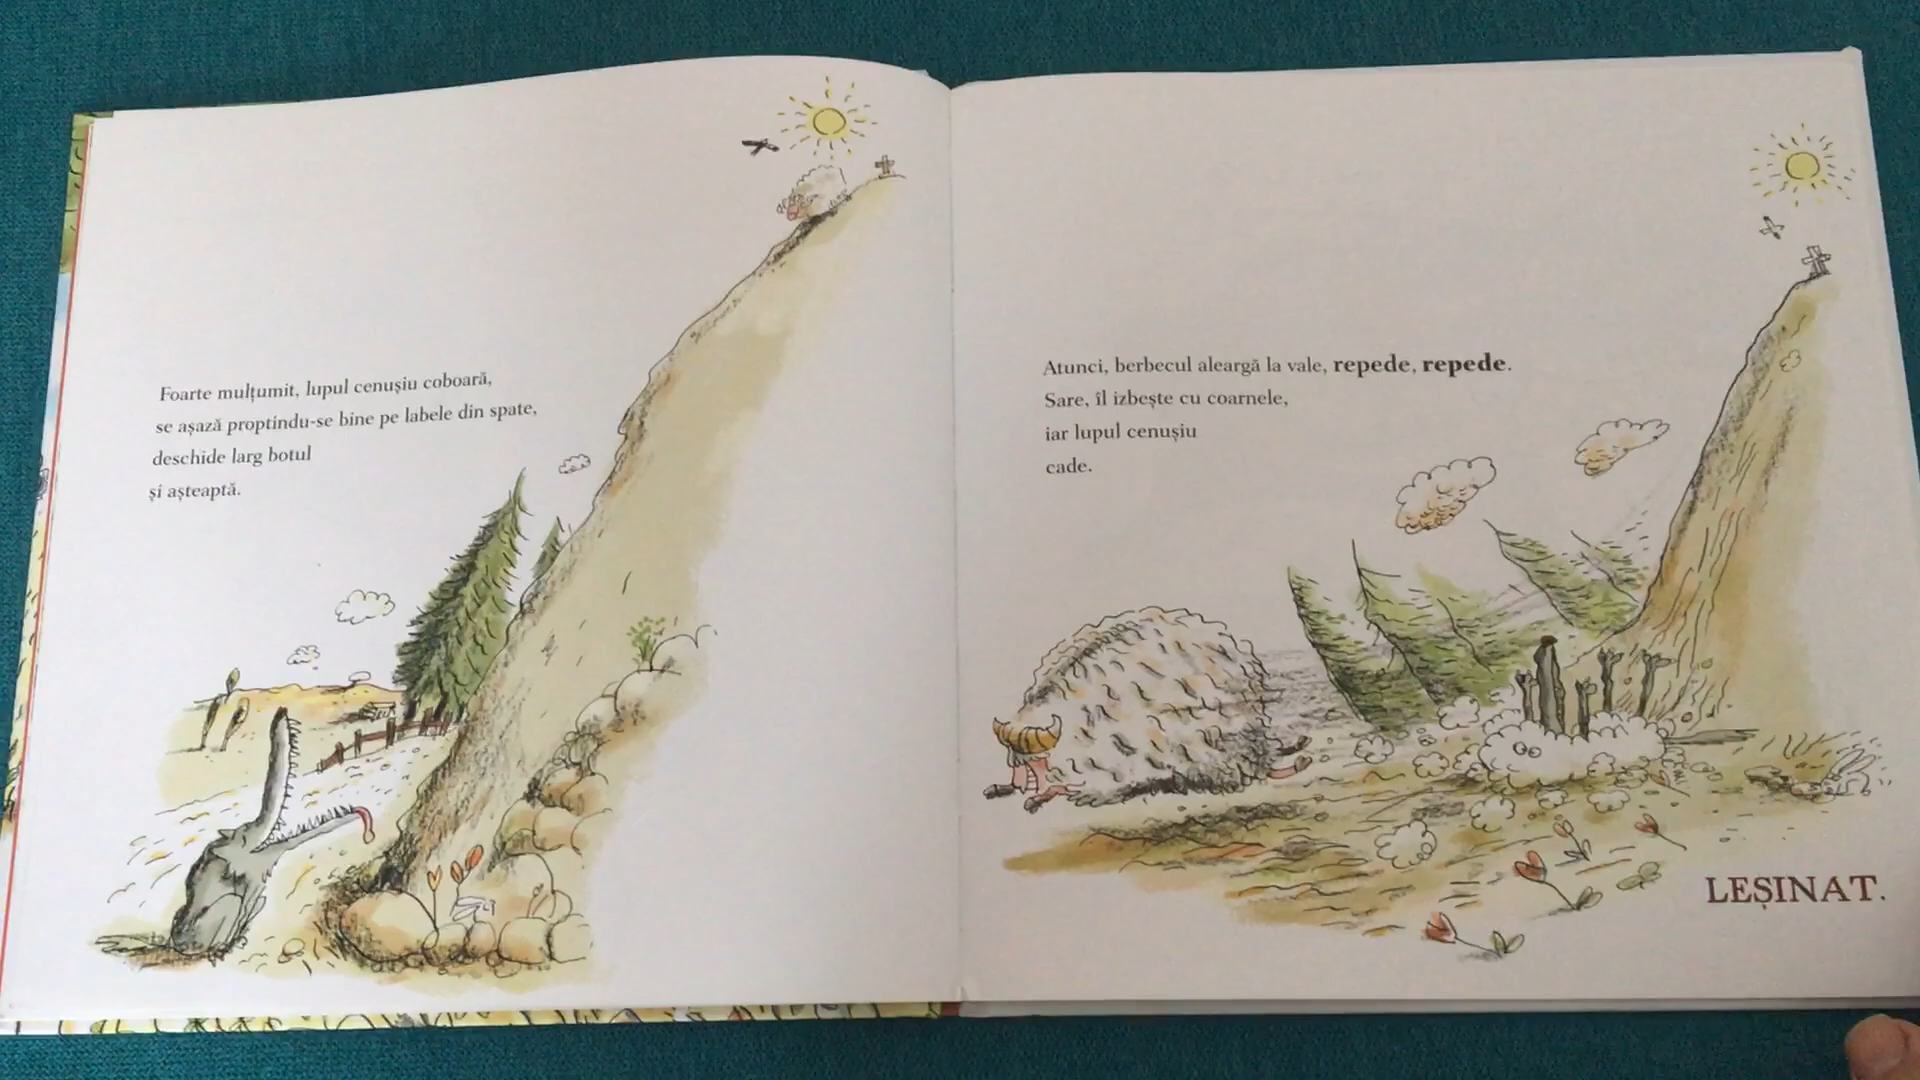 Foarte mulțumit, lupul cenușiu coboară,
se așază proptindu-se bine pe labele din spate,
deschide larg botul
și așteaptă.
Atunci, berbecul aleargă la vale, repede, repede.
Sare, îl izbește cu coarnele,
iar lupul cenușiu
cade.
LEȘINAT.